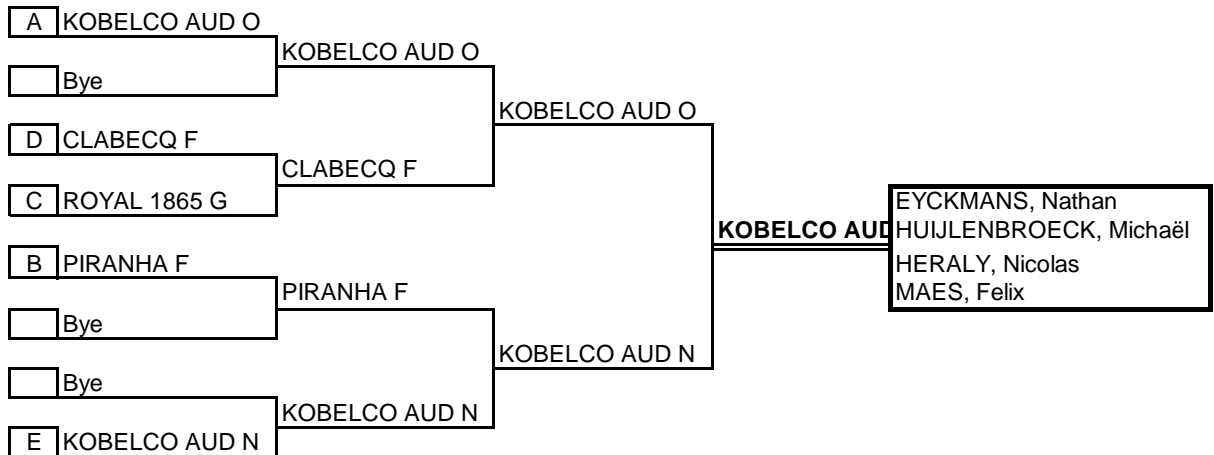 A KOBELCO AUD O
KOBELCO AUD O
Bye
KOBELCO AUD O
D CLABECQ F
CLABECQ F
C ROYAL 1865 G
EYCKMANS, Nathan
KOBELCO AUD HUIJLENBROECK, Michaël
B PIRANHA F
HERALY, Nicolas
PIRANHA F
MAES, Felix
Bye
KOBELCO AUD N
Bye
KOBELCO AUD N
E KOBELCO AUD N